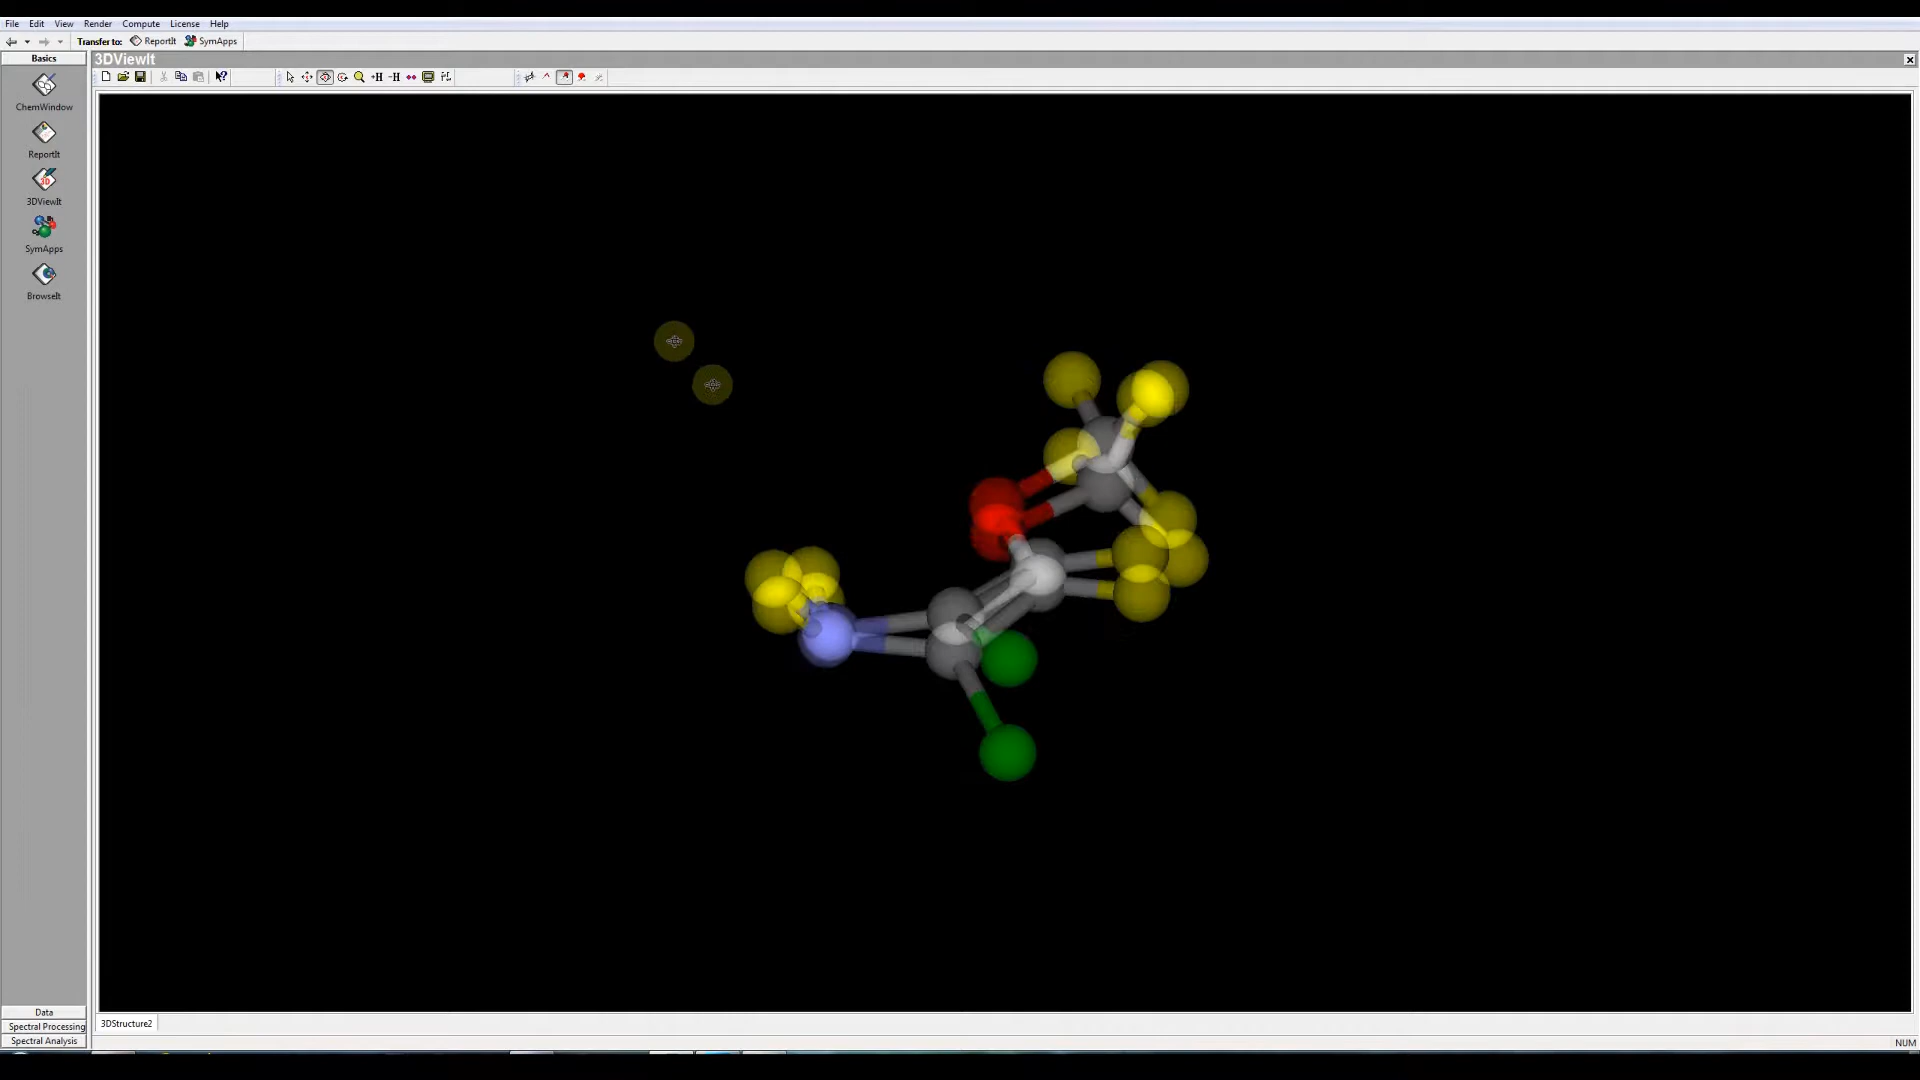 File Edit View Render Compute License Help
Transfer to: ReportIt SymApps
Basics
3DViewIt
+H -H
ChemWindow
ReportIt
3D
3DViewIt
SymApps
BrowseIt
Data
Spectral Processing
Spectral Analysis
3DStructure2
NUM